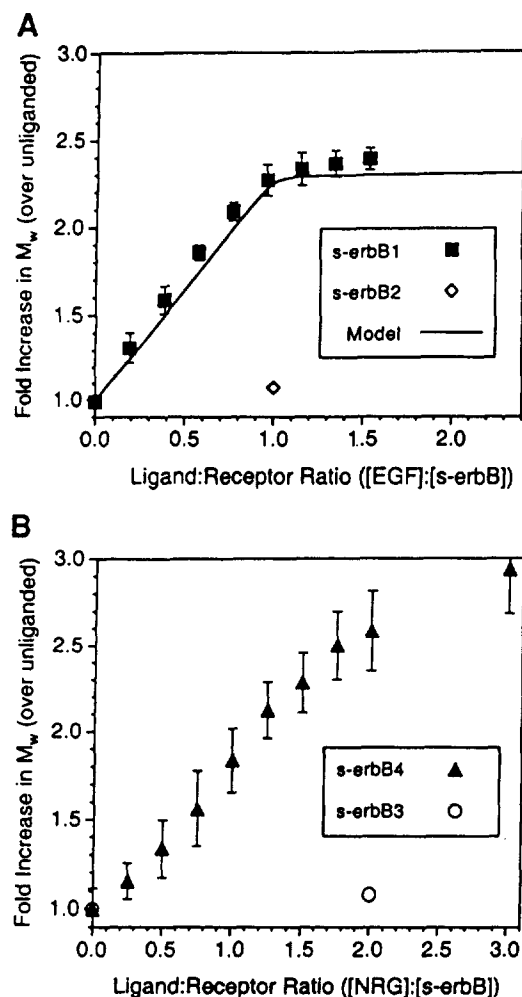 A
Fold Increase in Mw (over unliganded)
3.0
2.5
2.0
1.5
1.0
s-erbB1
s-erbB2
Model
0.0 0.5 1.0 1.5 2.0
Ligand:Receptor Ratio ([EGF]:[s-erbB])
B
Fold Increase in Mw (over unliganded)
3.0
2.5
2.0
1.5
1.0
s-erbB4
s-erbB3
0.0 0.5 1.0 1.5 2.0 2.5 3.0
Ligand:Receptor Ratio ([NRG]:[s-erbB])